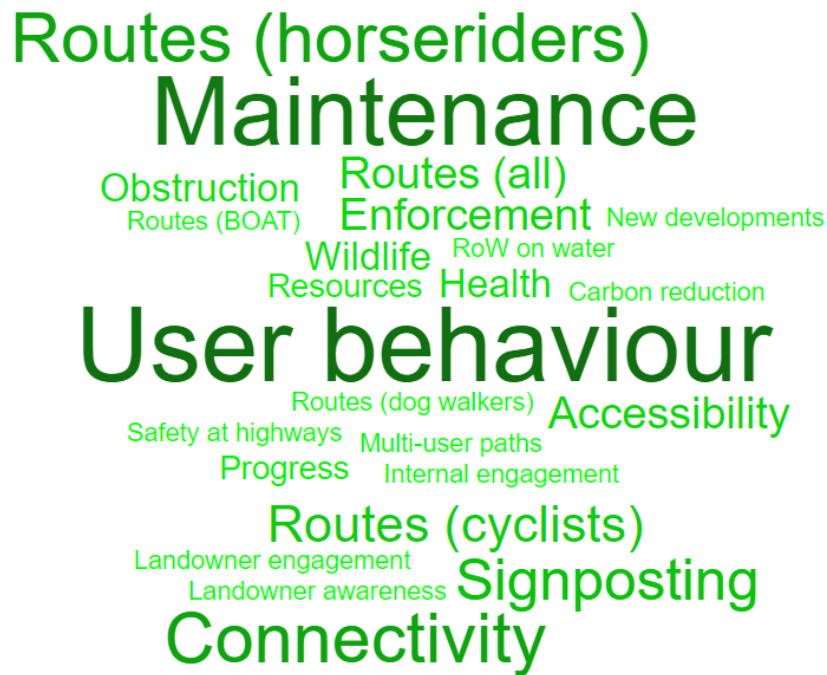 Routes (horseriders)
Maintenance
Obstruction Routes (all)
Routes (BOAT) Enforcement New developments
Wildlife RoW on water
Resources Health Carbon reduction
User behaviour
Routes (dog walkers) Accessibility
Safety at highways Multi-user paths
Progress Internal engagement
Routes (cyclists)
Landowner engagement
Landowner awareness Signposting
Connectivity